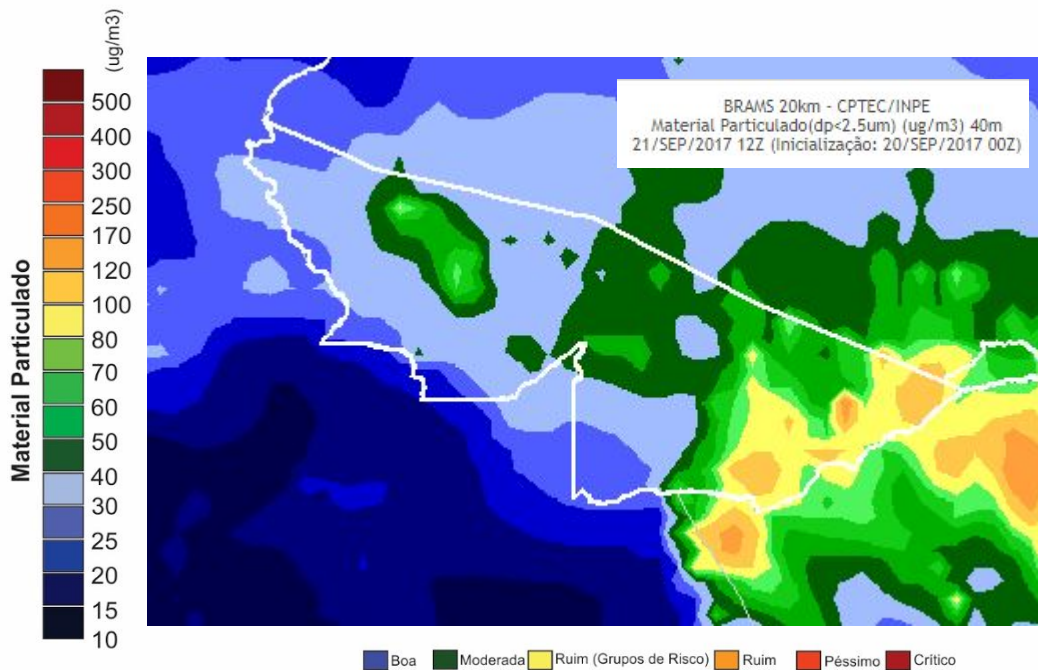 (ug/m3)
500
400
300
250
170
120
100
80
70
60
50
40
30
25
20
15
10
Material Particulado
BRAMS 20km - CPTEC/INPE
Material Particulado(dp<2.5um) (ug/m3) 40m
21/SEP/2017 12Z (Inicialização: 20/SEP/2017 00Z)
Boa Moderada Ruim (Grupos de Risco) Ruim Péssimo Crítico